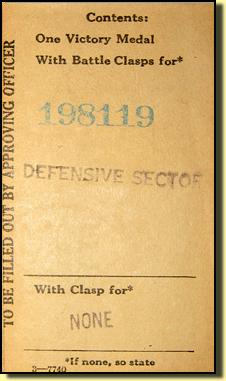 Contents:
One Victory Medal
With Battle Clasps for*
198119
DEFENSIVE SECTOR
With Clasp for*
NONE
*If none, so state
3—7740
TO BE FILLED OUT BY APPROVING OFFICER